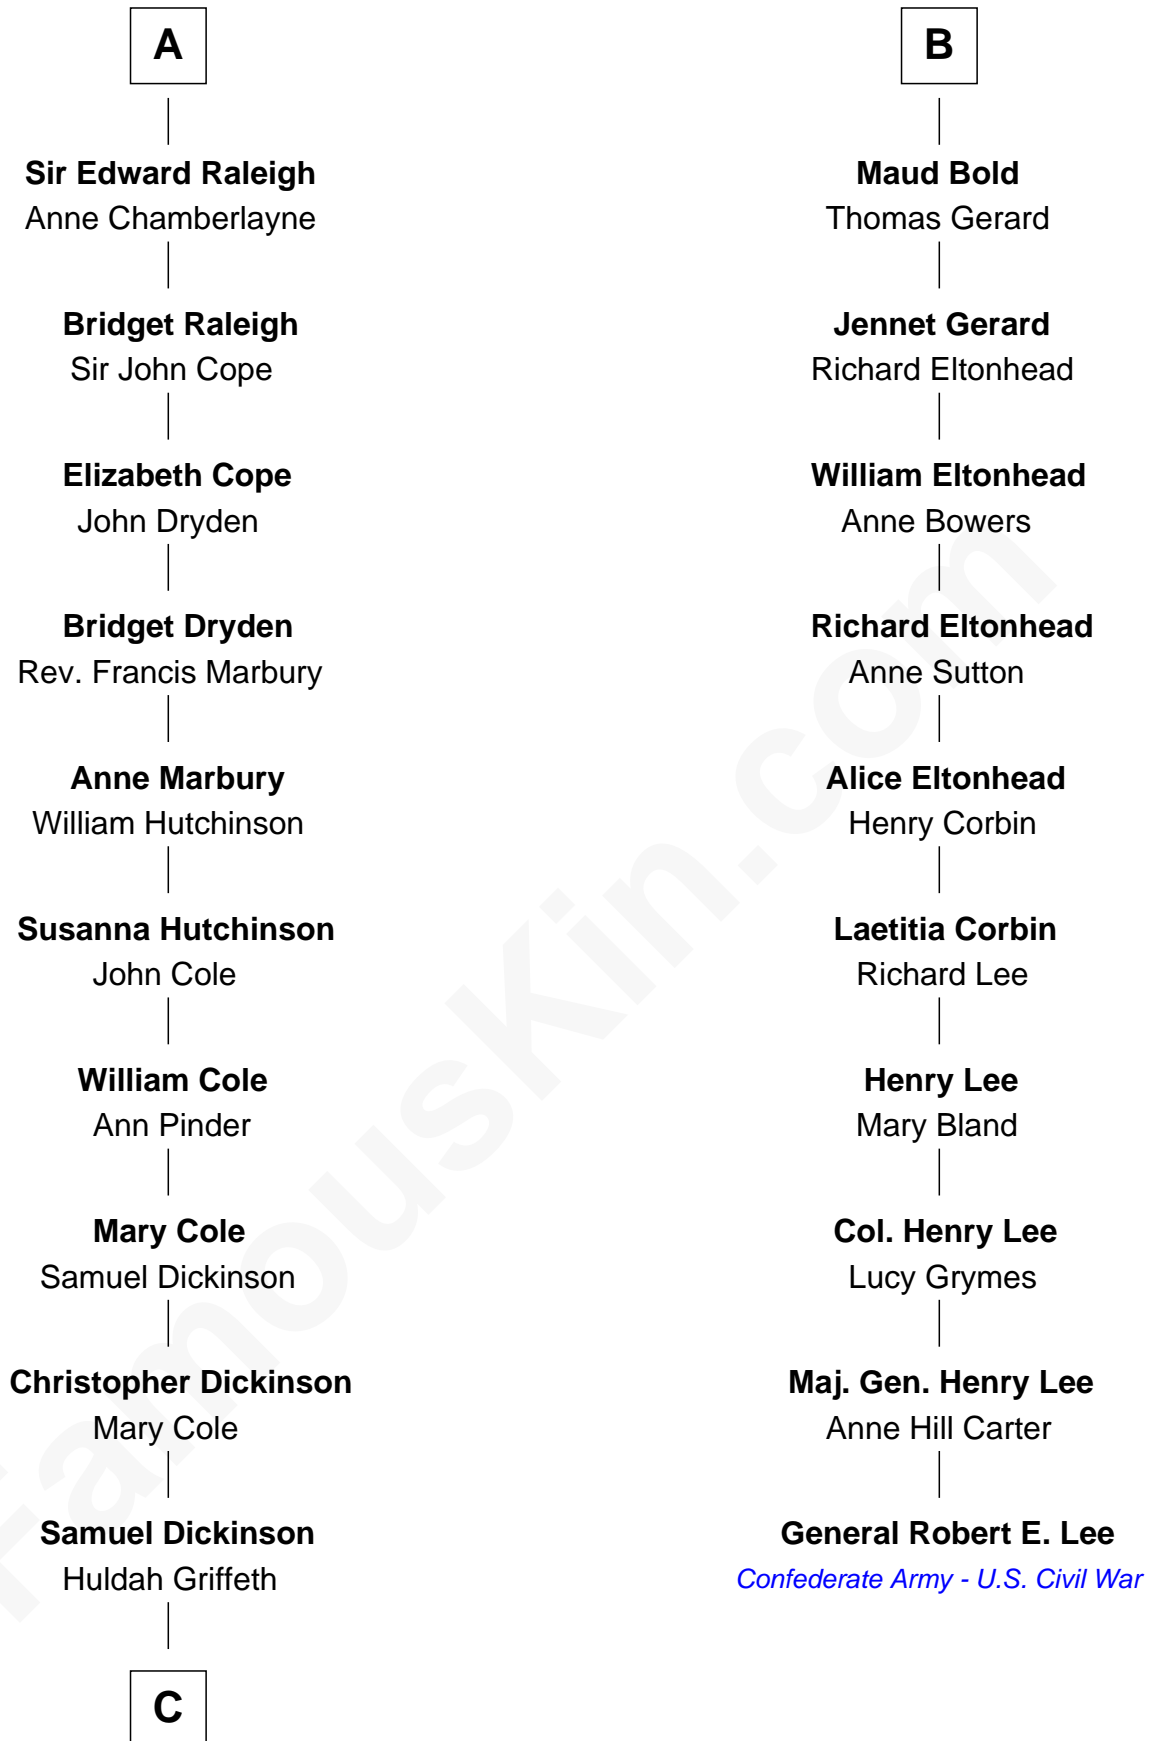 A
Sir Edward Raleigh
Anne Chamberlayne
Bridget Raleigh
Sir John Cope
Elizabeth Cope
John Dryden
Bridget Dryden
Rev. Francis Marbury
Anne Marbury
William Hutchinson
Susanna Hutchinson
John Cole
William Cole
Ann Pinder
Mary Cole
Samuel Dickinson
Christopher Dickinson
Mary Cole
Samuel Dickinson
Huldah Griffeth
C
B
Maud Bold
Thomas Gerard
Jennet Gerard
Richard Eltonhead
William Eltonhead
Anne Bowers
Richard Eltonhead
Anne Sutton
Alice Eltonhead
Henry Corbin
Laetitia Corbin
Richard Lee
Henry Lee
Mary Bland
Col. Henry Lee
Lucy Grymes
Maj. Gen. Henry Lee
Anne Hill Carter
General Robert E. Lee
Confederate Army - U.S. Civil War
FamousKin.com